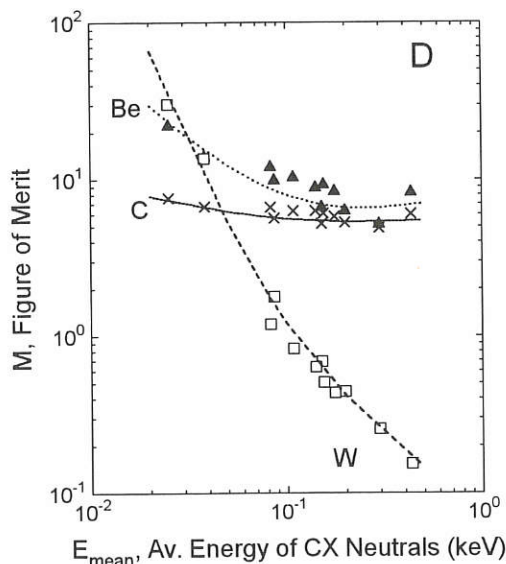 10²
D
Be
10¹
C
M, Figure of Merit
10⁰
W
10⁻¹
10⁻² 10⁻¹ 10⁰
E_mean, Av. Energy of CX Neutrals (keV)